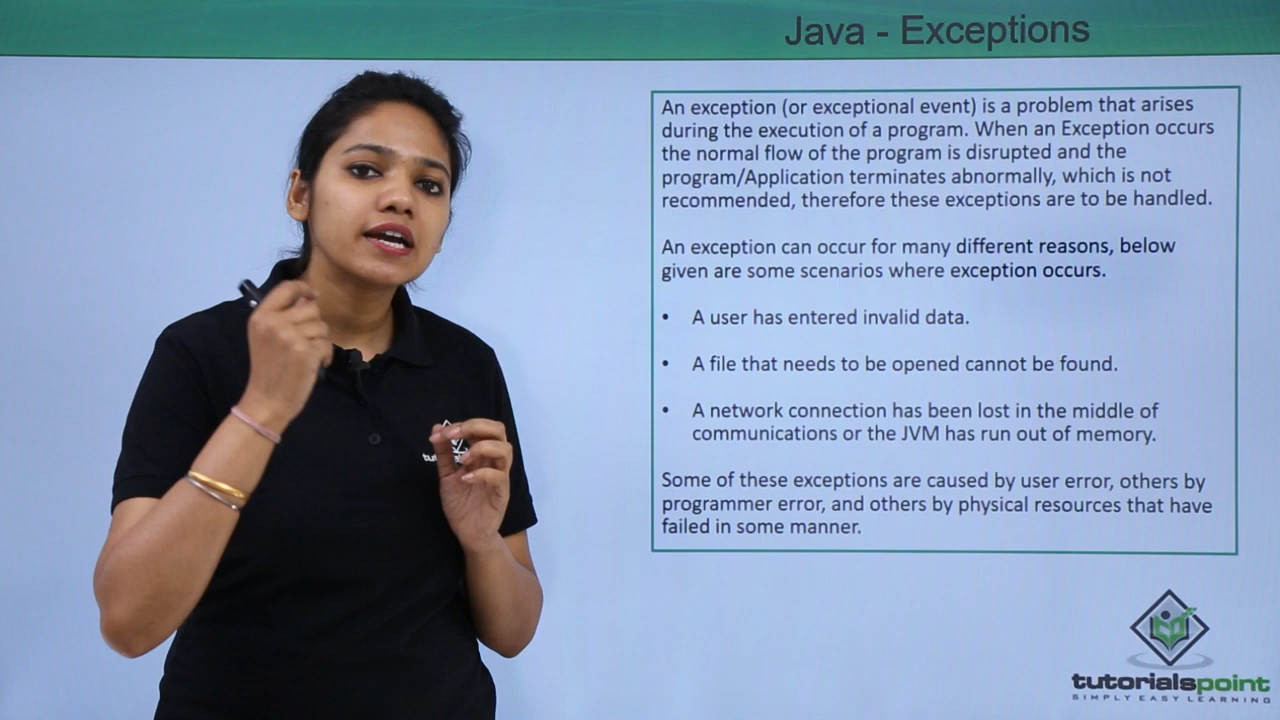 Java - Exceptions
An exception (or exceptional event) is a problem that arises
during the execution of a program. When an Exception occurs
the normal flow of the program is disrupted and the
program/Application terminates abnormally, which is not
recommended, therefore these exceptions are to be handled.
An exception can occur for many different reasons, below
given are some scenarios where exception occurs.
• A user has entered invalid data.
• A file that needs to be opened cannot be found.
• A network connection has been lost in the middle of
communications or the JVM has run out of memory.
Some of these exceptions are caused by user error, others by
programmer error, and others by physical resources that have
failed in some manner.
tutorialspoint
SIMPLY EASY LEARNING